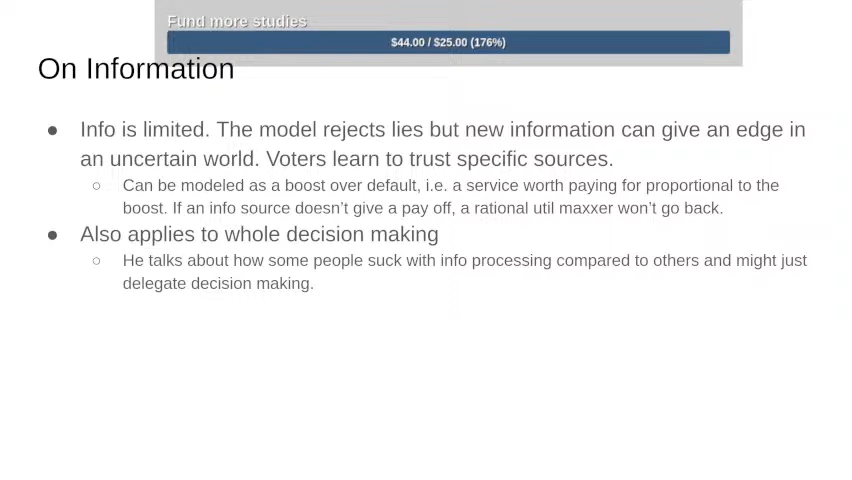 Fund more studies
$44.00 / $25.00 (176%)
On Information
● Info is limited. The model rejects lies but new information can give an edge in
an uncertain world. Voters learn to trust specific sources.
○ Can be modeled as a boost over default, i.e. a service worth paying for proportional to the
boost. If an info source doesn’t give a pay off, a rational util maxxer won’t go back.
● Also applies to whole decision making
○ He talks about how some people suck with info processing compared to others and might just
delegate decision making.